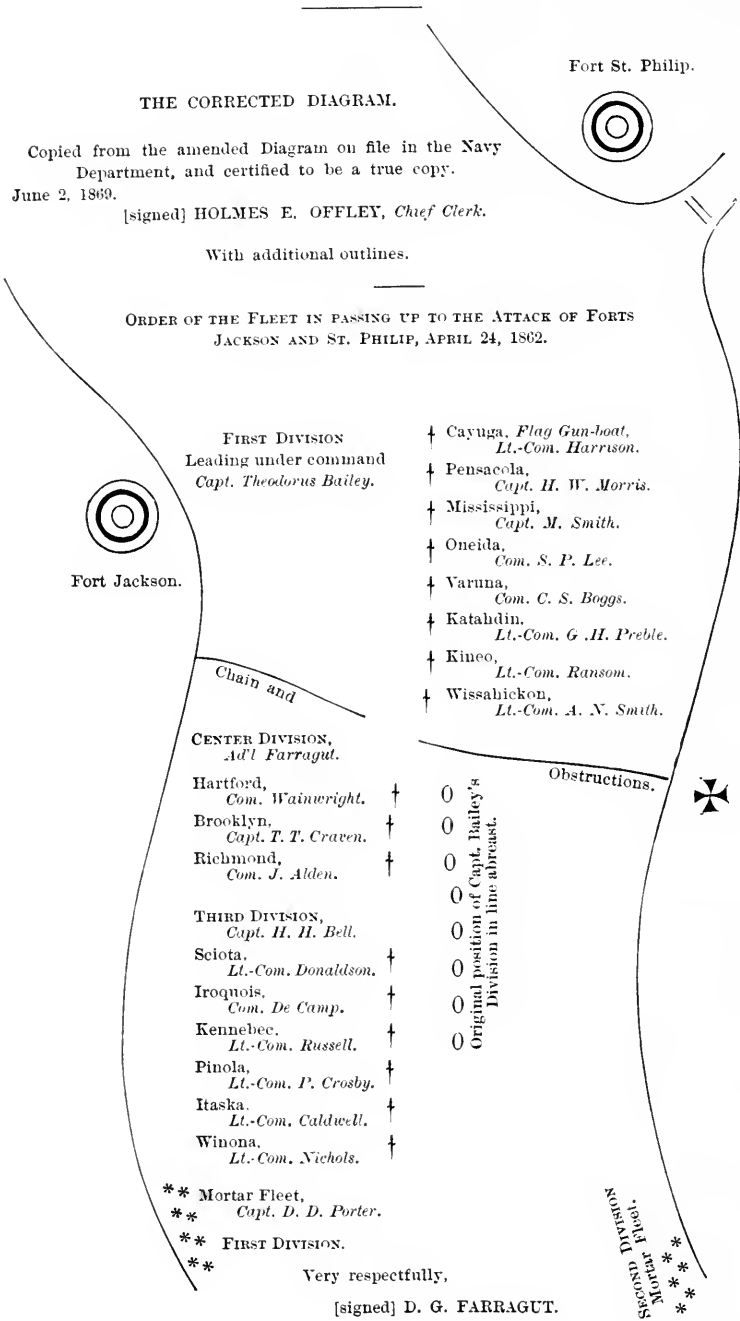 Fort St. Philip.
THE CORRECTED DIAGRAM.
Copied from the amended Diagram on file in the Navy
Department, and certified to be a true copy.
June 2, 1869.
[signed] HOLMES E. OFFLEY, Chief Clerk.
With additional outlines.
ORDER OF THE FLEET IN PASSING UP TO THE ATTACK OF FORTS
JACKSON AND ST. PHILIP, APRIL 24, 1862.
FIRST DIVISION
Leading under command
Capt. Theodorus Bailey.
Cayuga, Flag Gun-boat,
Lt.-Com. Harrison.
Pensacola,
Capt. H. W. Morris.
Mississippi,
Capt. M. Smith.
Oneida,
Com. S. P. Lee.
Varuna,
Com. C. S. Boggs.
Katahdin,
Lt.-Com. G .H. Preble.
Kineo,
Lt.-Com. Ransom.
Wissahickon,
Lt.-Com. A. N. Smith.
Fort Jackson.
Chain and
Obstructions.
CENTER DIVISION,
Ad'l Farragut.
Hartford,
Com. Wainwright.
Brooklyn,
Capt. T. T. Craven.
Richmond,
Com. J. Alden.
THIRD DIVISION,
Capt. H. H. Bell.
Sciota,
Lt.-Com. Donaldson.
Iroquois,
Com. De Camp.
Kennebec,
Lt.-Com. Russell.
Pinola,
Lt.-Com. P. Crosby.
Itaska,
Lt.-Com. Caldwell.
Winona,
Lt.-Com. Nichols.
Original position of Capt. Bailey's
Division in line abreast.
Mortar Fleet,
Capt. D. D. Porter.
FIRST DIVISION.
SECOND DIVISION
Mortar Fleet.
Very respectfully,
[signed] D. G. FARRAGUT.